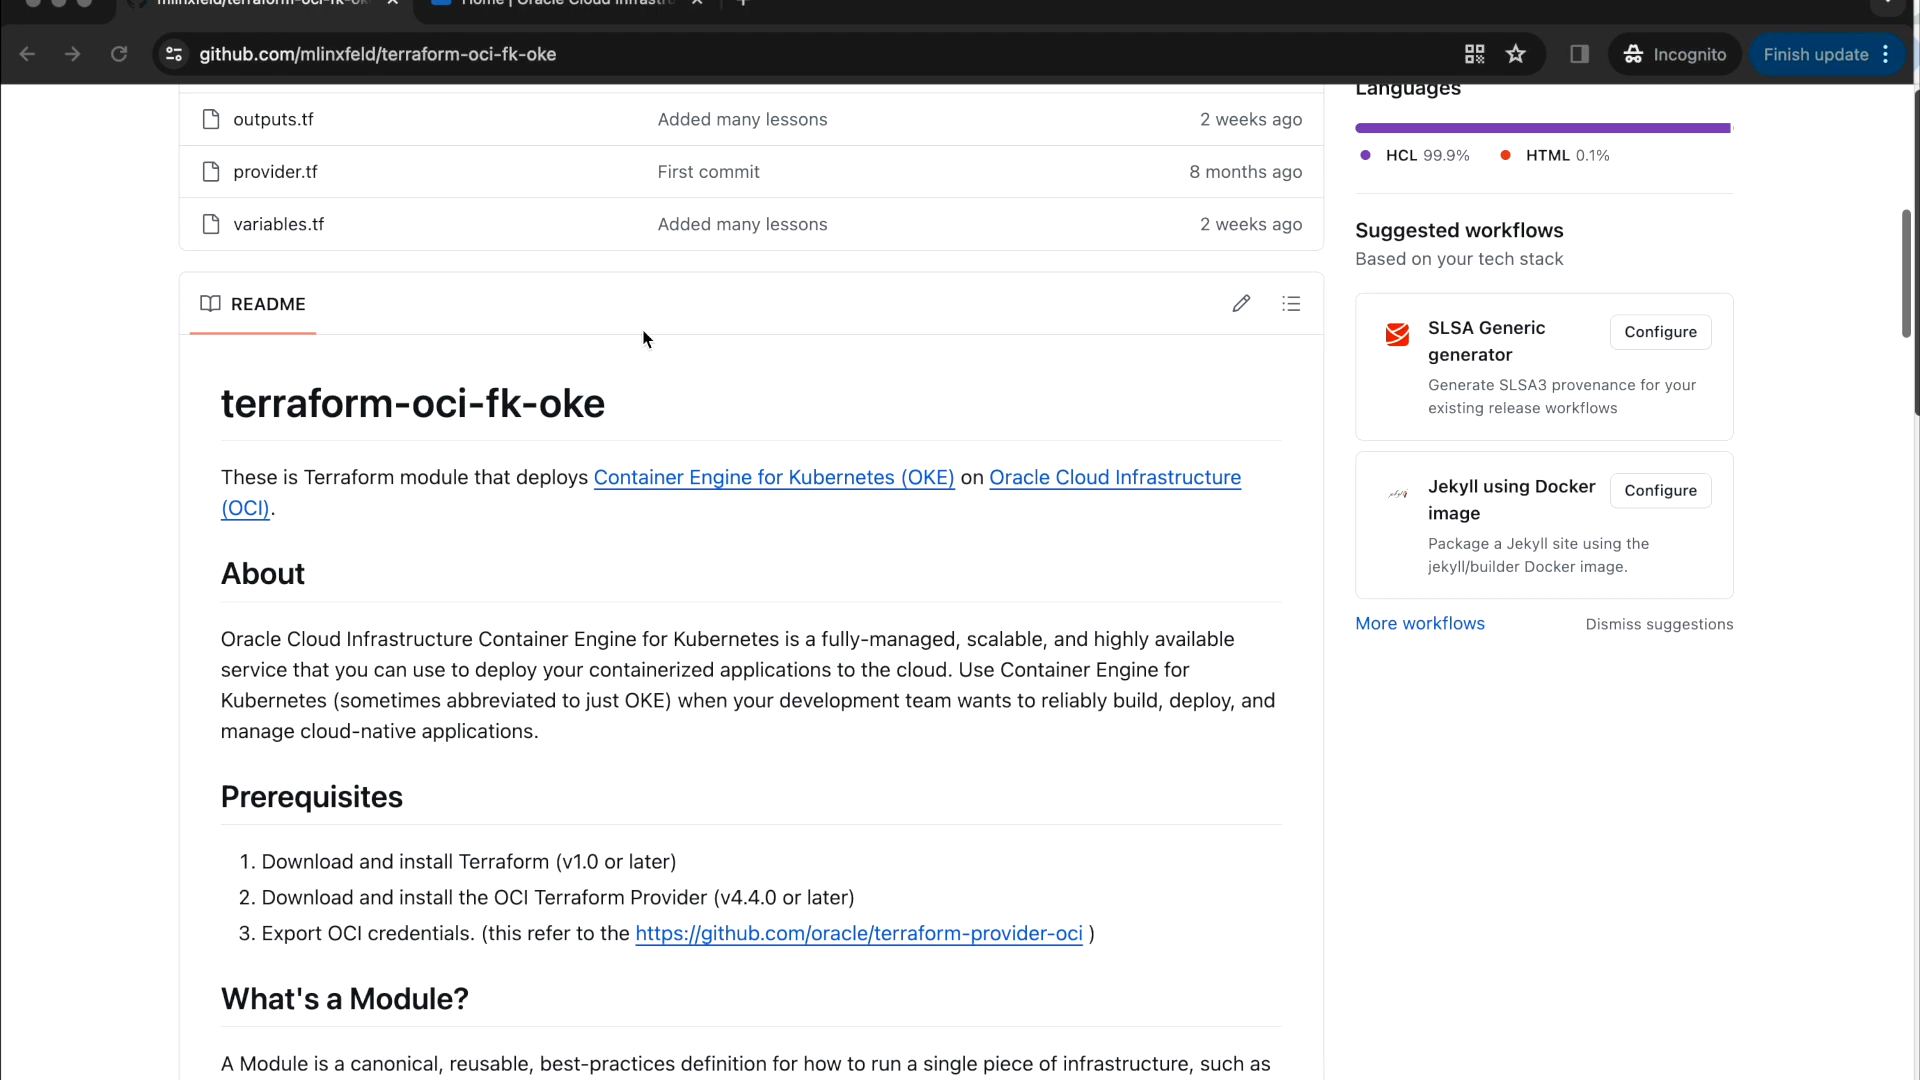 github.com/mlinxfeld/terraform-oci-fk-oke
Incognito
Finish update
outputs.tf Added many lessons 2 weeks ago
provider.tf First commit 8 months ago
variables.tf Added many lessons 2 weeks ago
README
terraform-oci-fk-oke
These is Terraform module that deploys Container Engine for Kubernetes (OKE) on Oracle Cloud Infrastructure
(OCI).
About
Oracle Cloud Infrastructure Container Engine for Kubernetes is a fully-managed, scalable, and highly available
service that you can use to deploy your containerized applications to the cloud. Use Container Engine for
Kubernetes (sometimes abbreviated to just OKE) when your development team wants to reliably build, deploy, and
manage cloud-native applications.
Prerequisites
1. Download and install Terraform (v1.0 or later)
2. Download and install the OCI Terraform Provider (v4.4.0 or later)
3. Export OCI credentials. (this refer to the https://github.com/oracle/terraform-provider-oci )
What's a Module?
A Module is a canonical, reusable, best-practices definition for how to run a single piece of infrastructure, such as
Languages
HCL 99.9% HTML 0.1%
Suggested workflows
Based on your tech stack
SLSA Generic
generator
Configure
Generate SLSA3 provenance for your
existing release workflows
Jekyll using Docker
image
Configure
Package a Jekyll site using the
jekyll/builder Docker image.
More workflows Dismiss suggestions